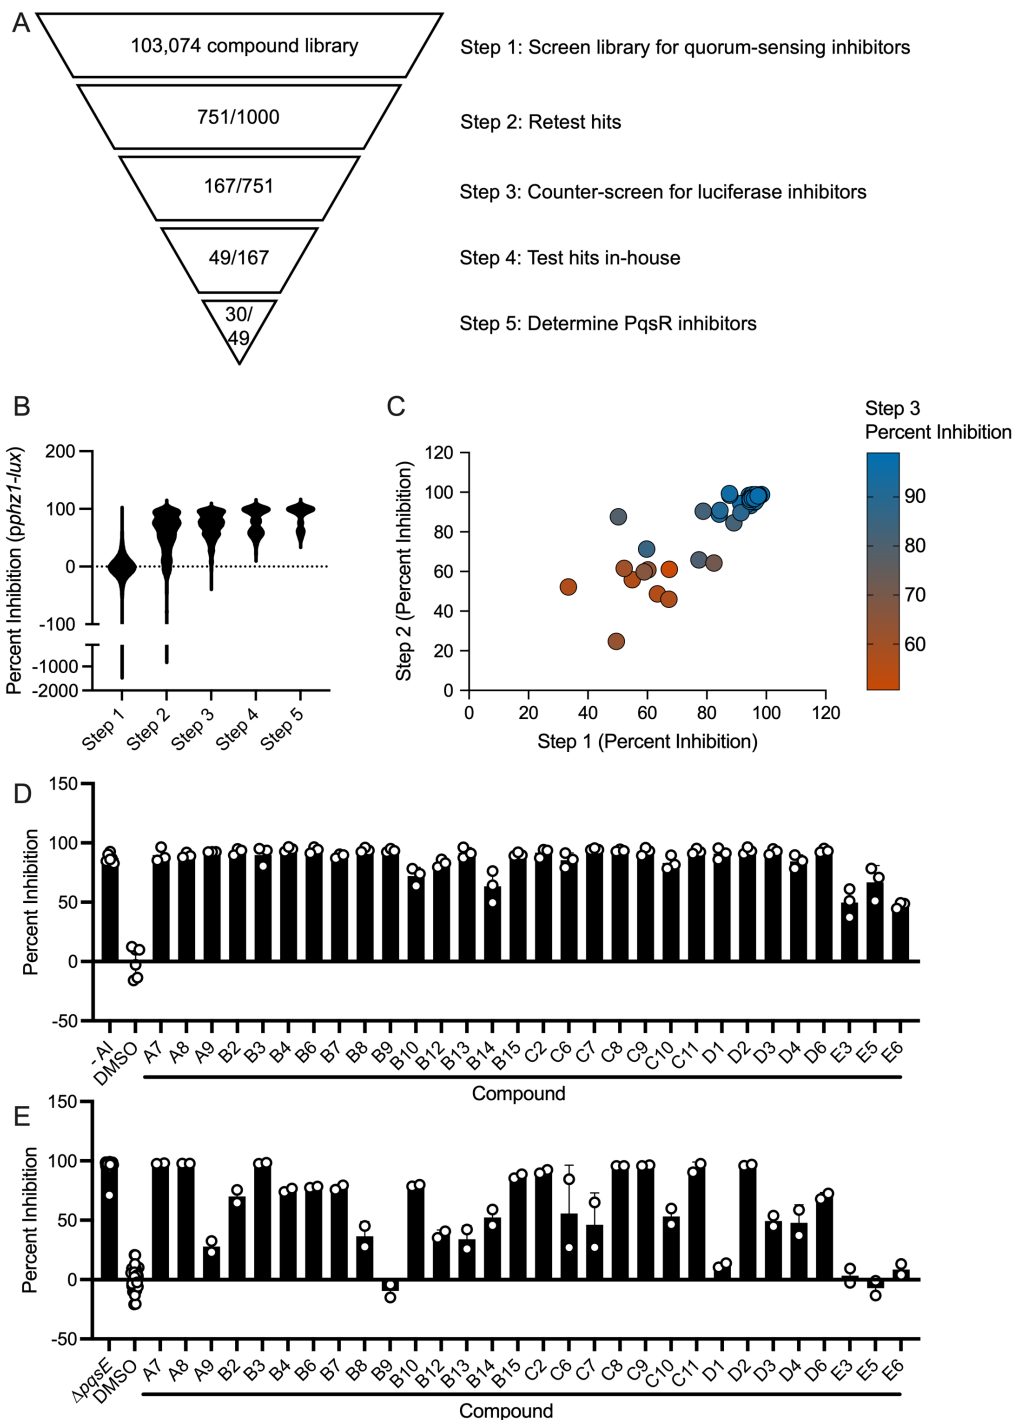 A
103,074 compound library
Step 1: Screen library for quorum-sensing inhibitors
751/1000
Step 2: Retest hits
167/751
Step 3: Counter-screen for luciferase inhibitors
49/167
Step 4: Test hits in-house
30/
49
Step 5: Determine PqsR inhibitors
B
Percent Inhibition (pphz1-lux)
200
100
0
-100
-1000
-2000
Step 1
Step 2
Step 3
Step 4
Step 5
C
Step 2 (Percent Inhibition)
120
100
80
60
40
20
0
0 20 40 60 80 100 120
Step 1 (Percent Inhibition)
Step 3
Percent Inhibition
90
80
70
60
D
Percent Inhibition
150
100
50
0
-50
- AI DMSO A7 A8 A9 B2 B3 B4 B6 B7 B8 B9 B10 B12 B13 B14 B15 C2 C6 C7 C8 C9 C10 C11 D1 D2 D3 D4 D6 E3 E5 E6
Compound
E
Percent Inhibition
150
100
50
0
-50
ΔpqsE DMSO A7 A8 A9 B2 B3 B4 B6 B7 B8 B9 B10 B12 B13 B14 B15 C2 C6 C7 C8 C9 C10 C11 D1 D2 D3 D4 D6 E3 E5 E6
Compound